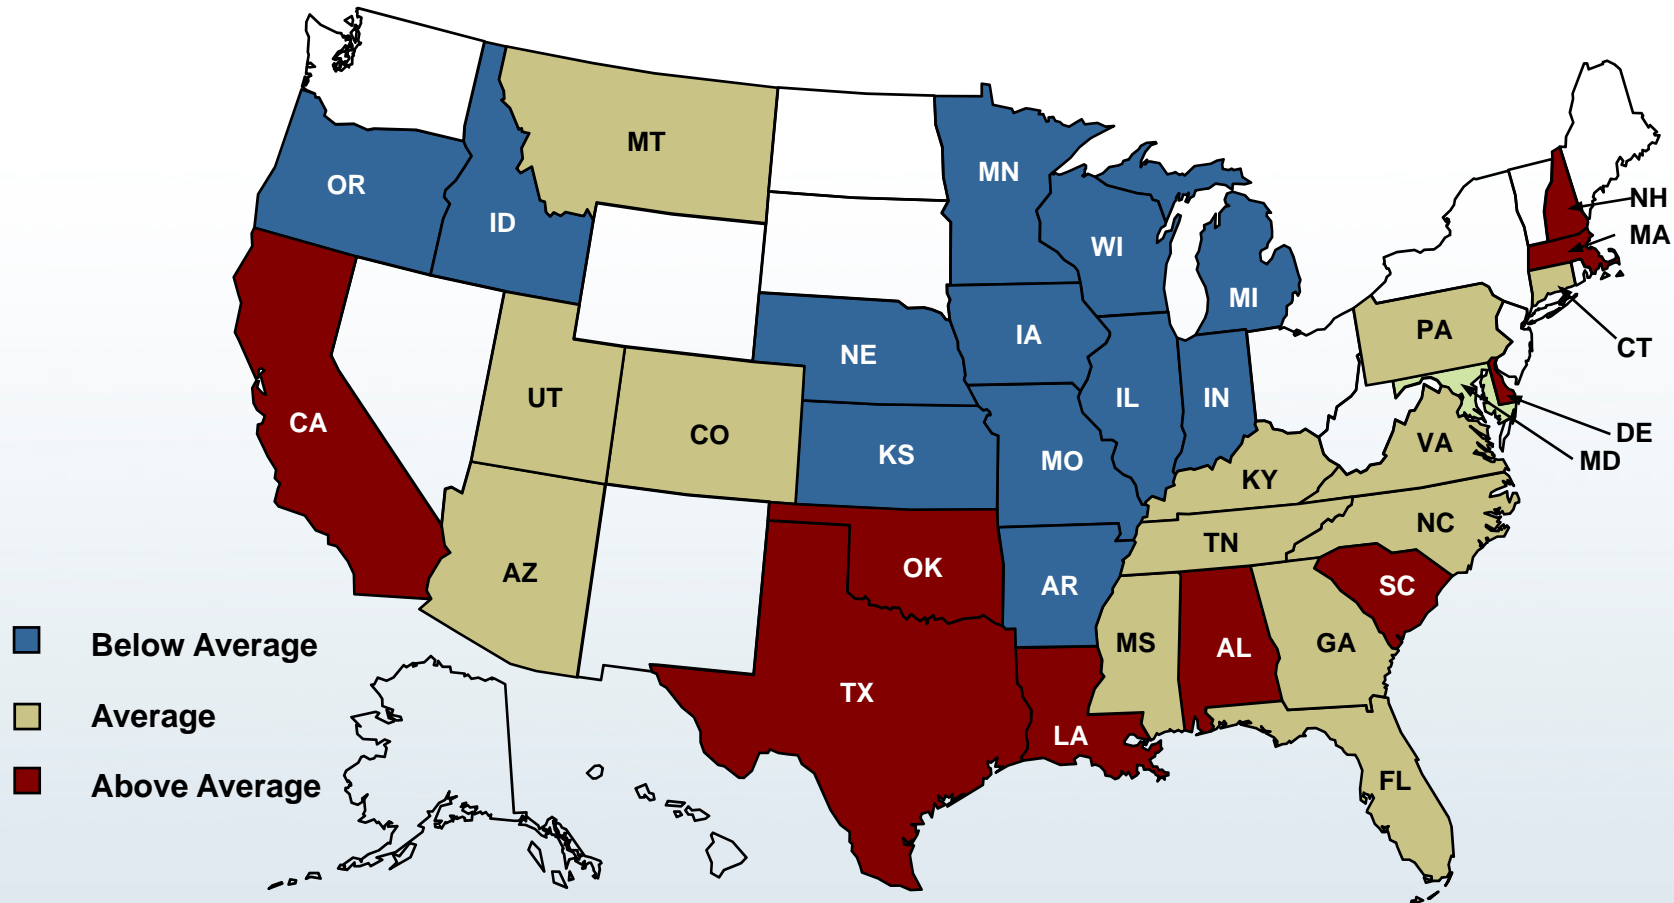 MT
OR
ID
MN
WI
MI
NH
MA
CT
PA
NE
IA
IL
IN
UT
CO
CA
KS
MO
KY
VA
DE
MD
AZ
OK
AR
TN
NC
SC
MS
AL
GA
TX
LA
FL
Below Average
Average
Above Average